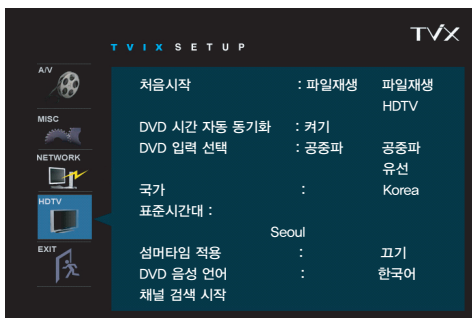 TVX
TVIX SETUP
A/V
MISC
NETWORK
HDTV
EXIT
처음시작 : 파일재생 파일재생
HDTV
DVD 시간 자동 동기화 : 켜기
DVD 입력 선택 : 공중파 공중파
유선
국가 : Korea
표준시간대 :
Seoul
섬머타임 적용 : 끄기
DVD 음성 언어 : 한국어
채널 검색 시작